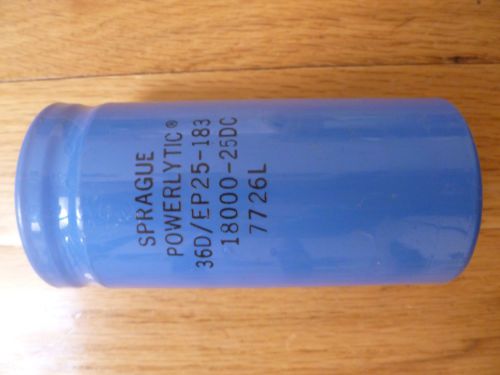 SPRAGUE
POWERLYTIC®
36D/EP25-183
18000-25DC
7726L